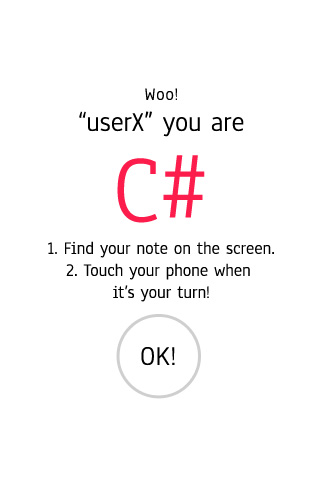 Woo!
“userX” you are
C#
1. Find your note on the screen.
2. Touch your phone when
it's your turn!
OK!